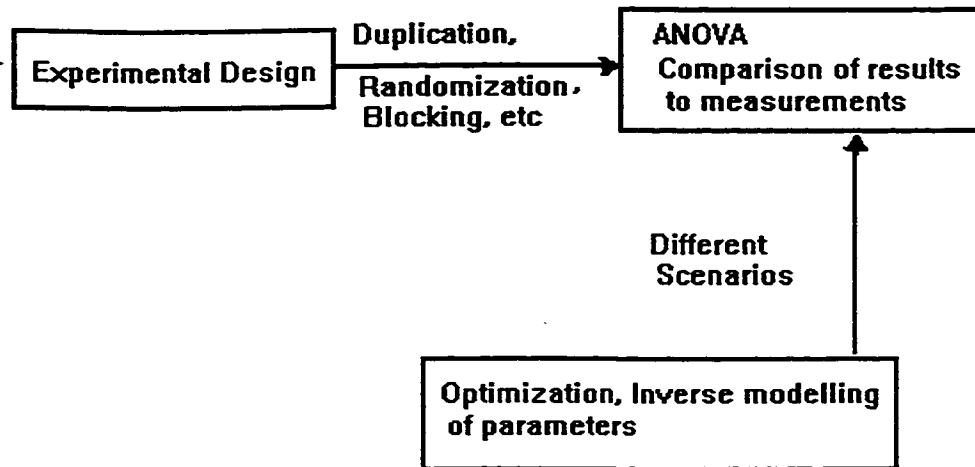 Experimental Design
Duplication,
Randomization,
Blocking, etc
ANOVA
Comparison of results
to measurements
Different
Scenarios
Optimization, Inverse modelling
of parameters